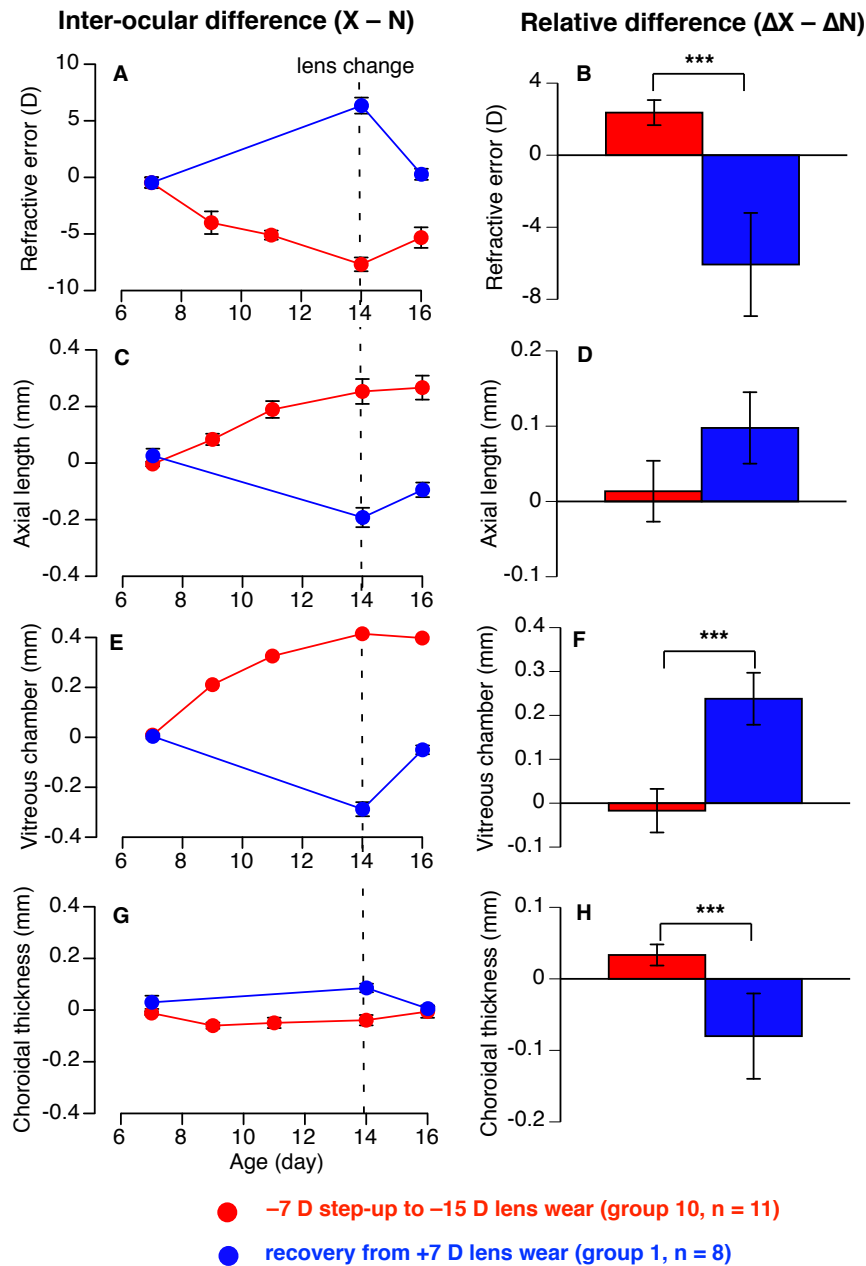 Inter-ocular difference (X – N)
Relative difference (ΔX – ΔN)
A
lens change
Refractive error (D)
10
5
0
-5
-10
6 8 10 12 14 16
B
***
Refractive error (D)
4
0
-4
-8
C
Axial length (mm)
0.4
0.2
0
-0.2
-0.4
6 8 10 12 14 16
D
Axial length (mm)
0.2
0.1
0
-0.1
E
Vitreous chamber (mm)
0.4
0.2
0
-0.2
-0.4
6 8 10 12 14 16
F
***
Vitreous chamber (mm)
0.4
0.3
0.2
0.1
0
-0.1
G
Choroidal thickness (mm)
0.4
0.2
0
-0.2
-0.4
6 8 10 12 14 16
Age (day)
H
***
Choroidal thickness (mm)
0.1
0
-0.1
-0.2
–7 D step-up to –15 D lens wear (group 10, n = 11)
recovery from +7 D lens wear (group 1, n = 8)